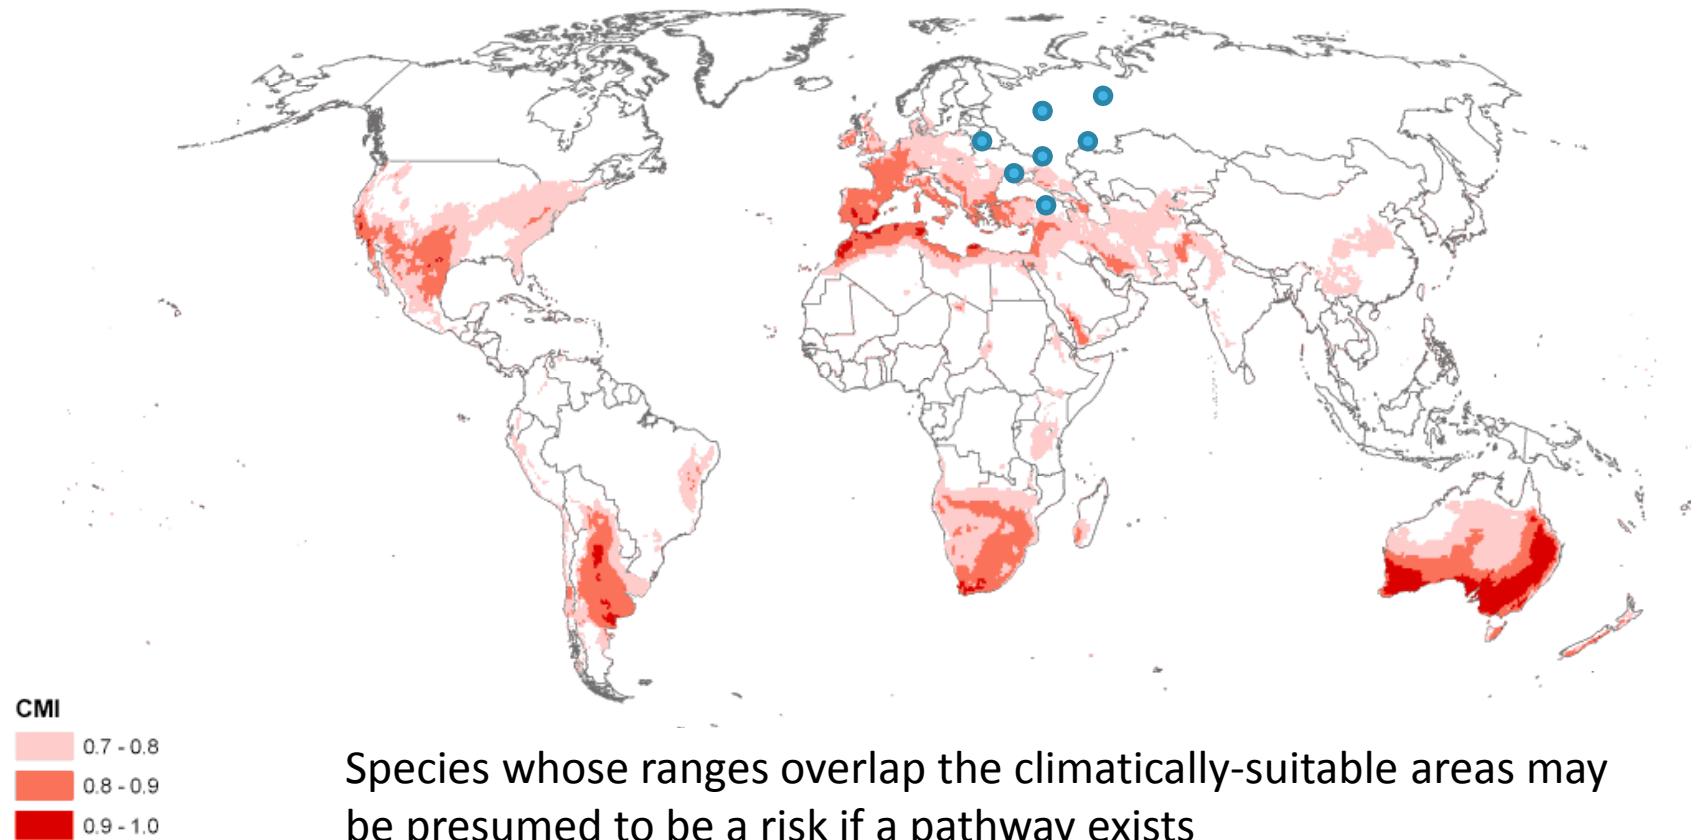 CMI
0.7 - 0.8
0.8 - 0.9
0.9 - 1.0
Species whose ranges overlap the climatically-suitable areas may
be presumed to be a risk if a pathway exists